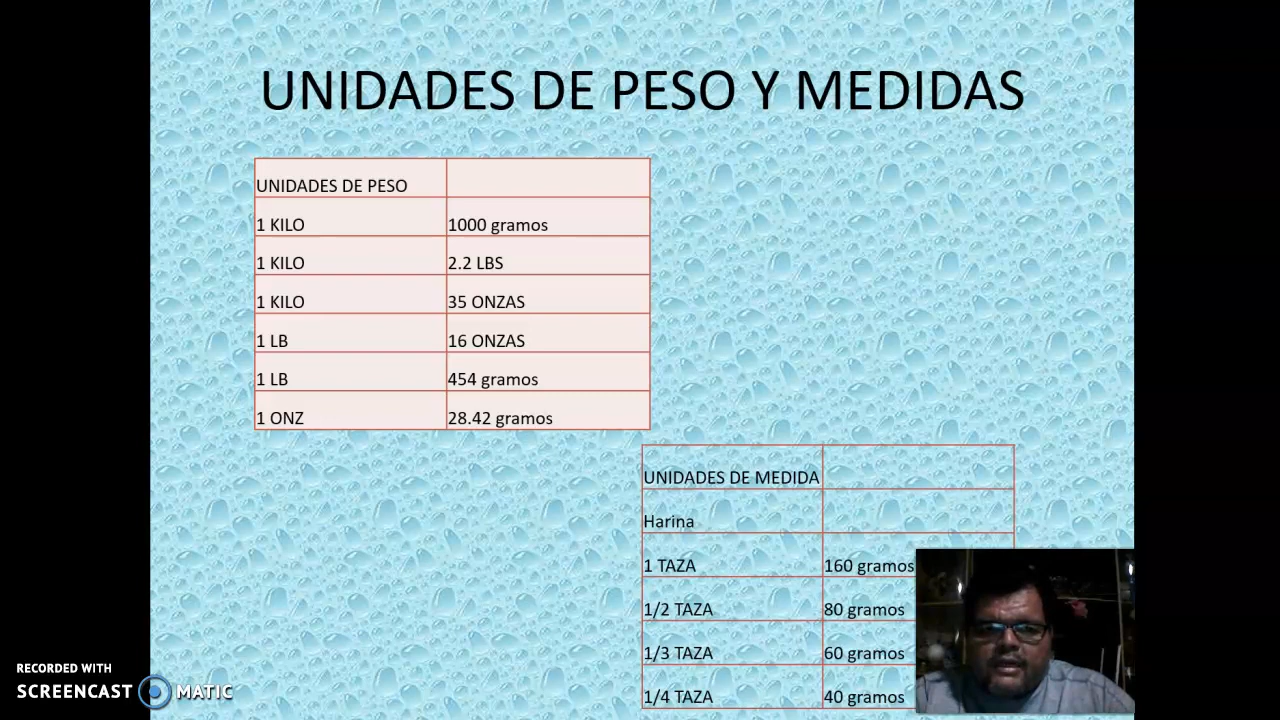 UNIDADES DE PESO Y MEDIDAS
UNIDADES DE PESO
1 KILO 1000 gramos
1 KILO 2.2 LBS
1 KILO 35 ONZAS
1 LB 16 ONZAS
1 LB 454 gramos
1 ONZ 28.42 gramos
UNIDADES DE MEDIDA
Harina
1 TAZA 160 gramos
1/2 TAZA 80 gramos
1/3 TAZA 60 gramos
1/4 TAZA 40 gramos
RECORDED WITH
SCREENCAST MATIC